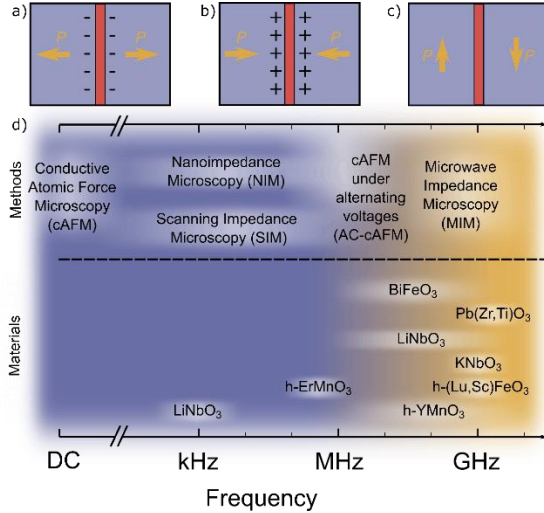 a)
b)
c)
P
- - - - -
- - - - -
P
P
+ + + + +
+ + + + +
P
P
P
d)
Methods
Conductive
Atomic Force
Microscopy
(cAFM)
Nanoimpedance
Microscopy (NIM)
Scanning Impedance
Microscopy (SIM)
cAFM
under
alternating
voltages
(AC-cAFM)
Microwave
Impedance
Microscopy
(MIM)
Materials
BiFeO₃
Pb(Zr,Ti)O₃
LiNbO₃
KNbO₃
h-ErMnO₃
h-(Lu,Sc)FeO₃
LiNbO₃
h-YMnO₃
DC
kHz
MHz
GHz
Frequency